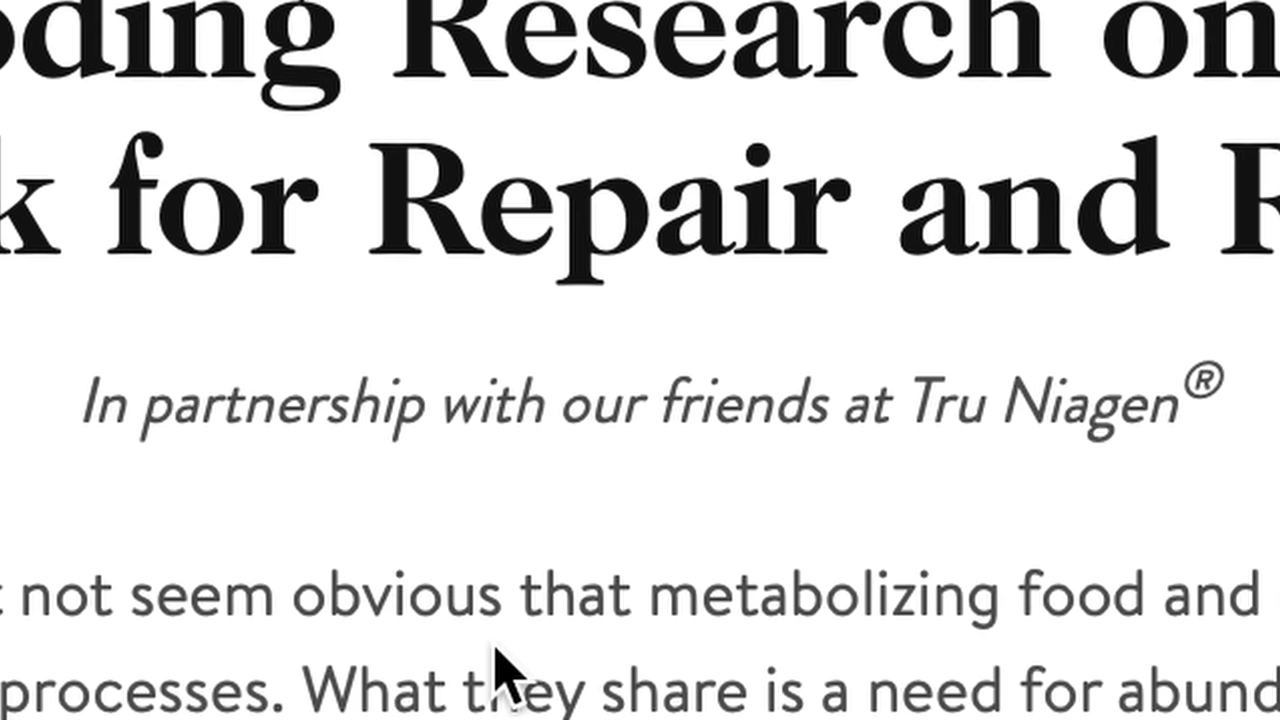 oding Research on
k for Repair and R
In partnership with our friends at Tru Niagen®
t not seem obvious that metabolizing food and
processes. What they share is a need for abund